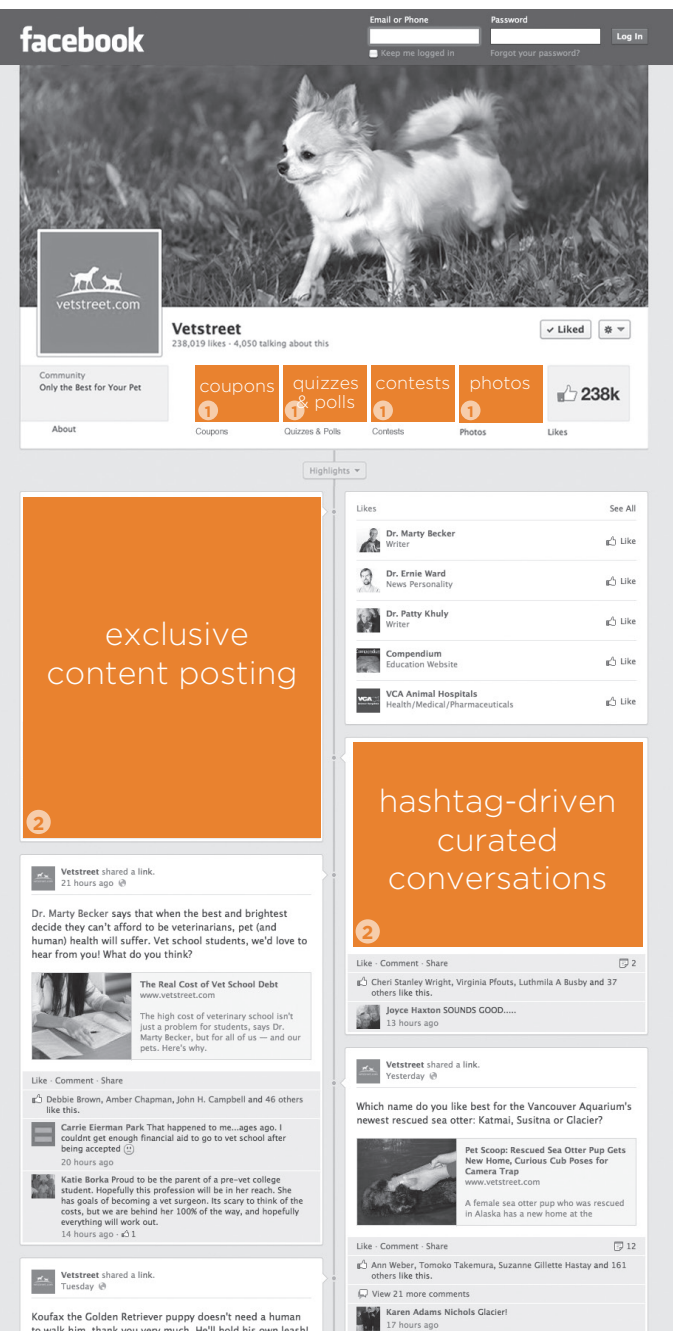 Email or Phone
Password
facebook
Log In
Keep me logged in
Forgot your password?
vetstreet.com
Vetstreet
238,019 likes · 4,050 talking about this
Liked
Community
Only the Best for Your Pet
About
coupons
1
Coupons
quizzes
& polls
1
Quizzes & Polls
contests
1
Contests
photos
1
Photos
238k
Likes
Highlights
exclusive
content posting
2
Vetstreet shared a link.
21 hours ago
Dr. Marty Becker says that when the best and brightest
decide they can't afford to be veterinarians, pet (and
human) health will suffer. Vet school students, we'd love to
hear from you! What do you think?
The Real Cost of Vet School Debt
www.vetstreet.com
The high cost of veterinary school isn't
just a problem for students, says Dr.
Marty Becker, but for all of us — and our
pets. Here's why.
Like · Comment · Share
Debbie Brown, Amber Chapman, John H. Campbell and 46 others
like this.
Carrie Eierman Park That happened to me...ages ago. I
couldnt get enough financial aid to go to vet school after
being accepted
20 hours ago
Katie Borka Proud to be the parent of a pre-vet college
student. Hopefully this profession will be in her reach. She
has goals of becoming a vet surgeon. Its scary to think of the
costs, but we are behind her 100% of the way, and hopefully
everything will work out.
14 hours ago · 1
Vetstreet shared a link.
Tuesday
Koufax the Golden Retriever puppy doesn't need a human
to walk him, thank you very much. He'll hold his own leash!
Likes
See All
Dr. Marty Becker
Writer
Like
Dr. Ernie Ward
News Personality
Like
Dr. Patty Khuly
Writer
Like
Compendium
Education Website
Like
VCA
VCA Animal Hospitals
Health/Medical/Pharmaceuticals
Like
hashtag-driven
curated
conversations
2
Like · Comment · Share
2
Cheri Stanley Wright, Virginia Pfouts, Luthmila A Busby and 37
others like this.
Joyce Haxton SOUNDS GOOD.....
13 hours ago
Vetstreet shared a link.
Yesterday
Which name do you like best for the Vancouver Aquarium's
newest rescued sea otter: Katmai, Susitna or Glacier?
Pet Scoop: Rescued Sea Otter Pup Gets
New Home, Curious Cub Poses for
Camera Trap
www.vetstreet.com
A female sea otter pup who was rescued
in Alaska has a new home at the
Like · Comment · Share
12
Ann Weber, Tomoko Takemura, Suzanne Gillette Hastay and 161
others like this.
View 21 more comments
Karen Adams Nichols Glacier!
17 hours ago